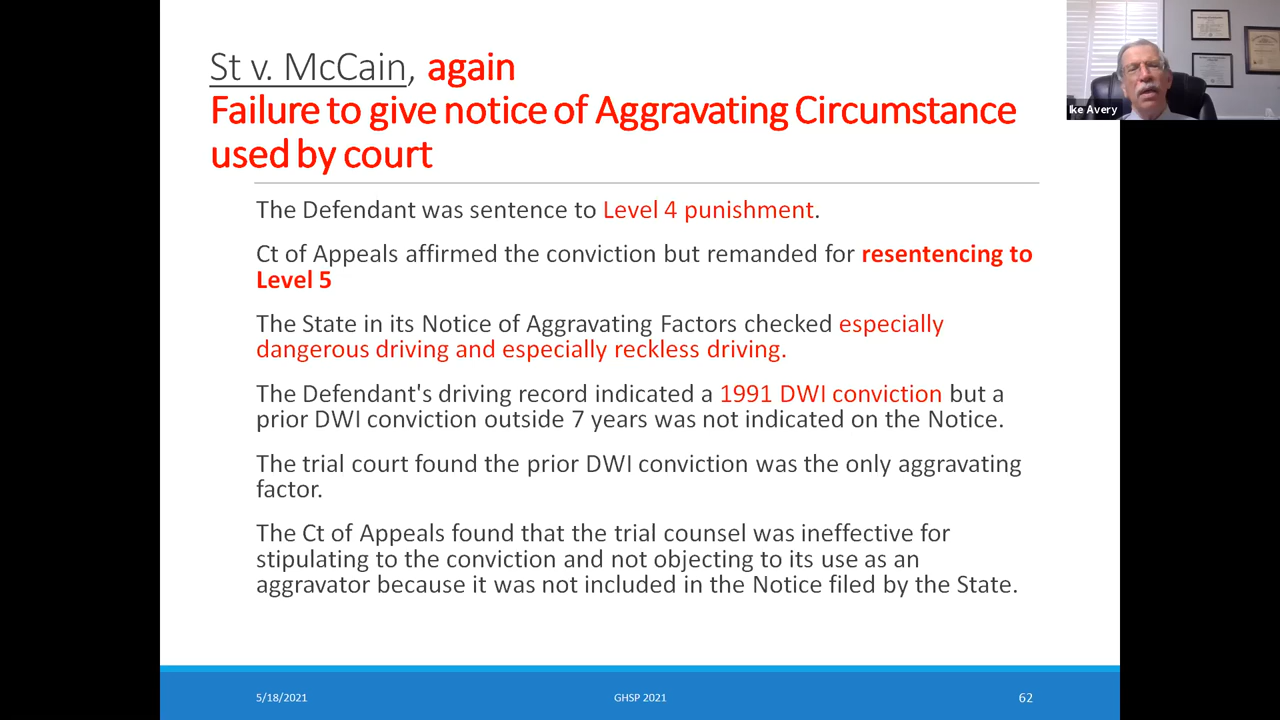 St v. McCain, again
Failure to give notice of Aggravating Circumstance
used by court
Ike Avery
The Defendant was sentence to Level 4 punishment.
Ct of Appeals affirmed the conviction but remanded for resentencing to
Level 5
The State in its Notice of Aggravating Factors checked especially
dangerous driving and especially reckless driving.
The Defendant's driving record indicated a 1991 DWI conviction but a
prior DWI conviction outside 7 years was not indicated on the Notice.
The trial court found the prior DWI conviction was the only aggravating
factor.
The Ct of Appeals found that the trial counsel was ineffective for
stipulating to the conviction and not objecting to its use as an
aggravator because it was not included in the Notice filed by the State.
5/18/2021
GHSP 2021
62